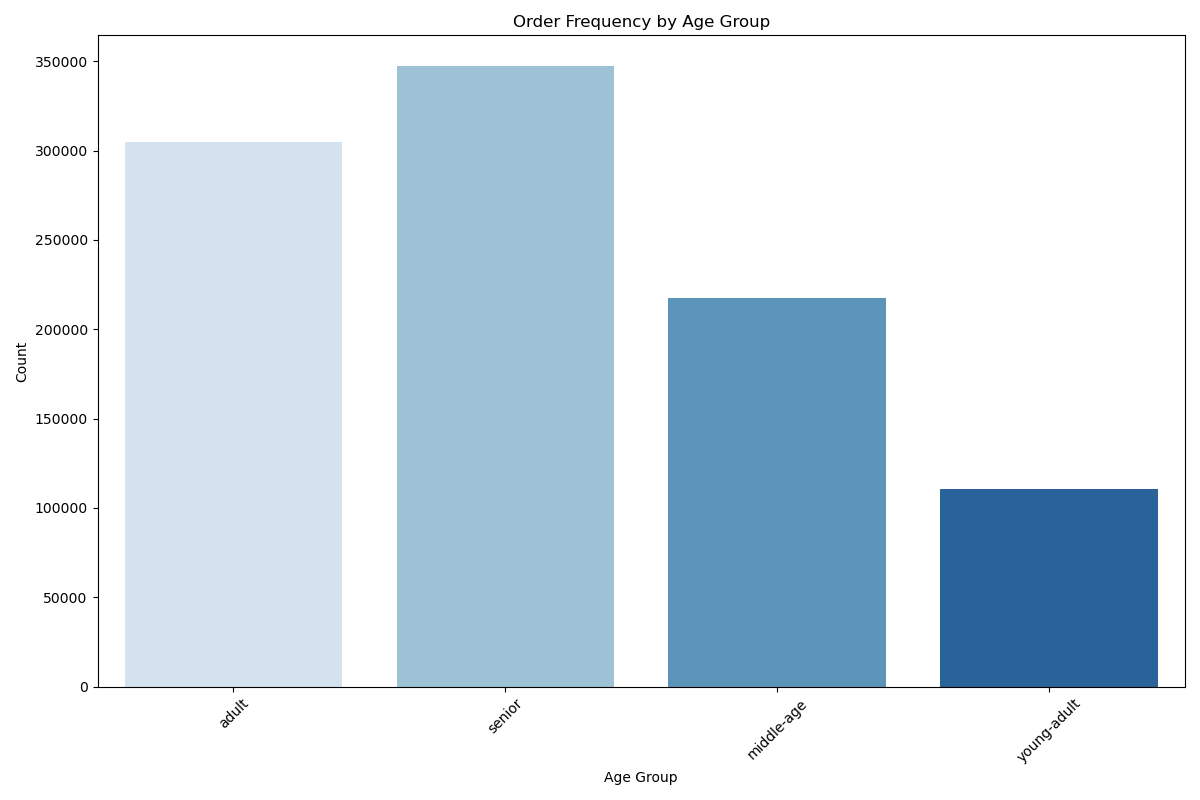 Order Frequency by Age Group
350000
300000
250000
200000
150000
100000
50000
0
Count
adult
senior
middle-age
young-adult
Age Group